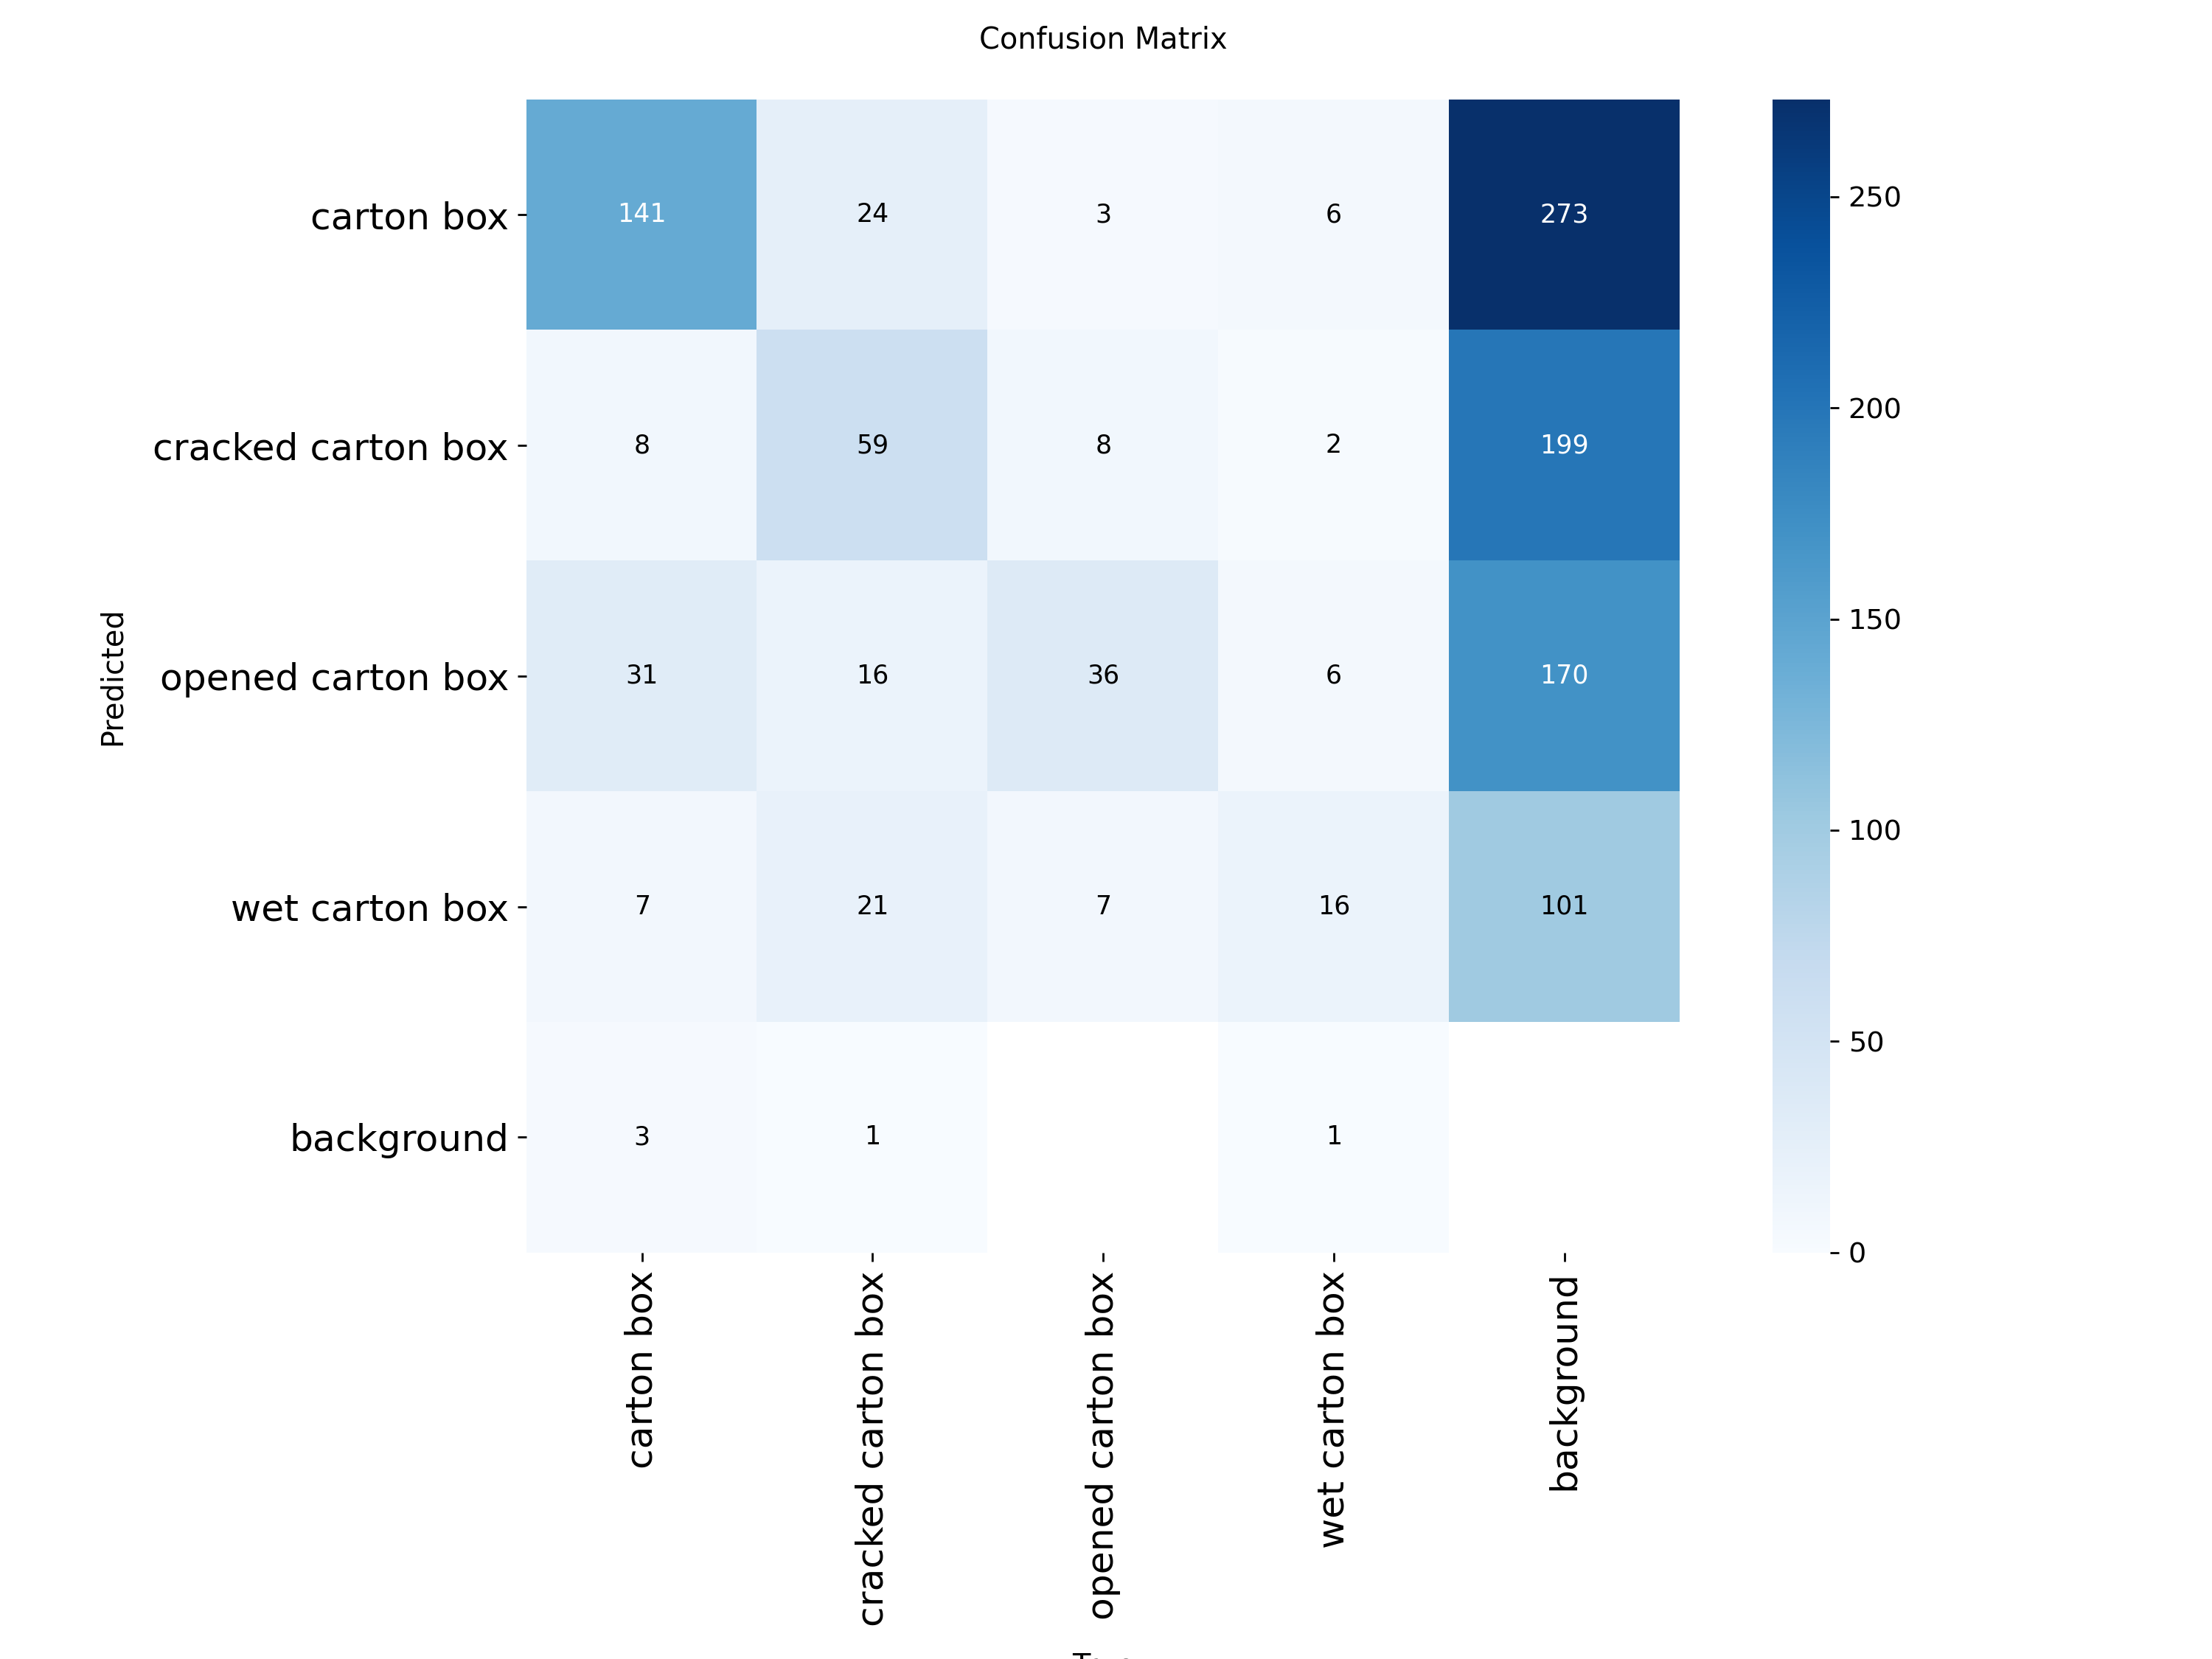 Confusion Matrix
carton box
141 24 3 6 273
cracked carton box
8 59 8 2 199
opened carton box
31 16 36 6 170
wet carton box
7 21 7 16 101
background
3 1 1
Predicted
carton box
cracked carton box
opened carton box
wet carton box
background
250
200
150
100
50
0